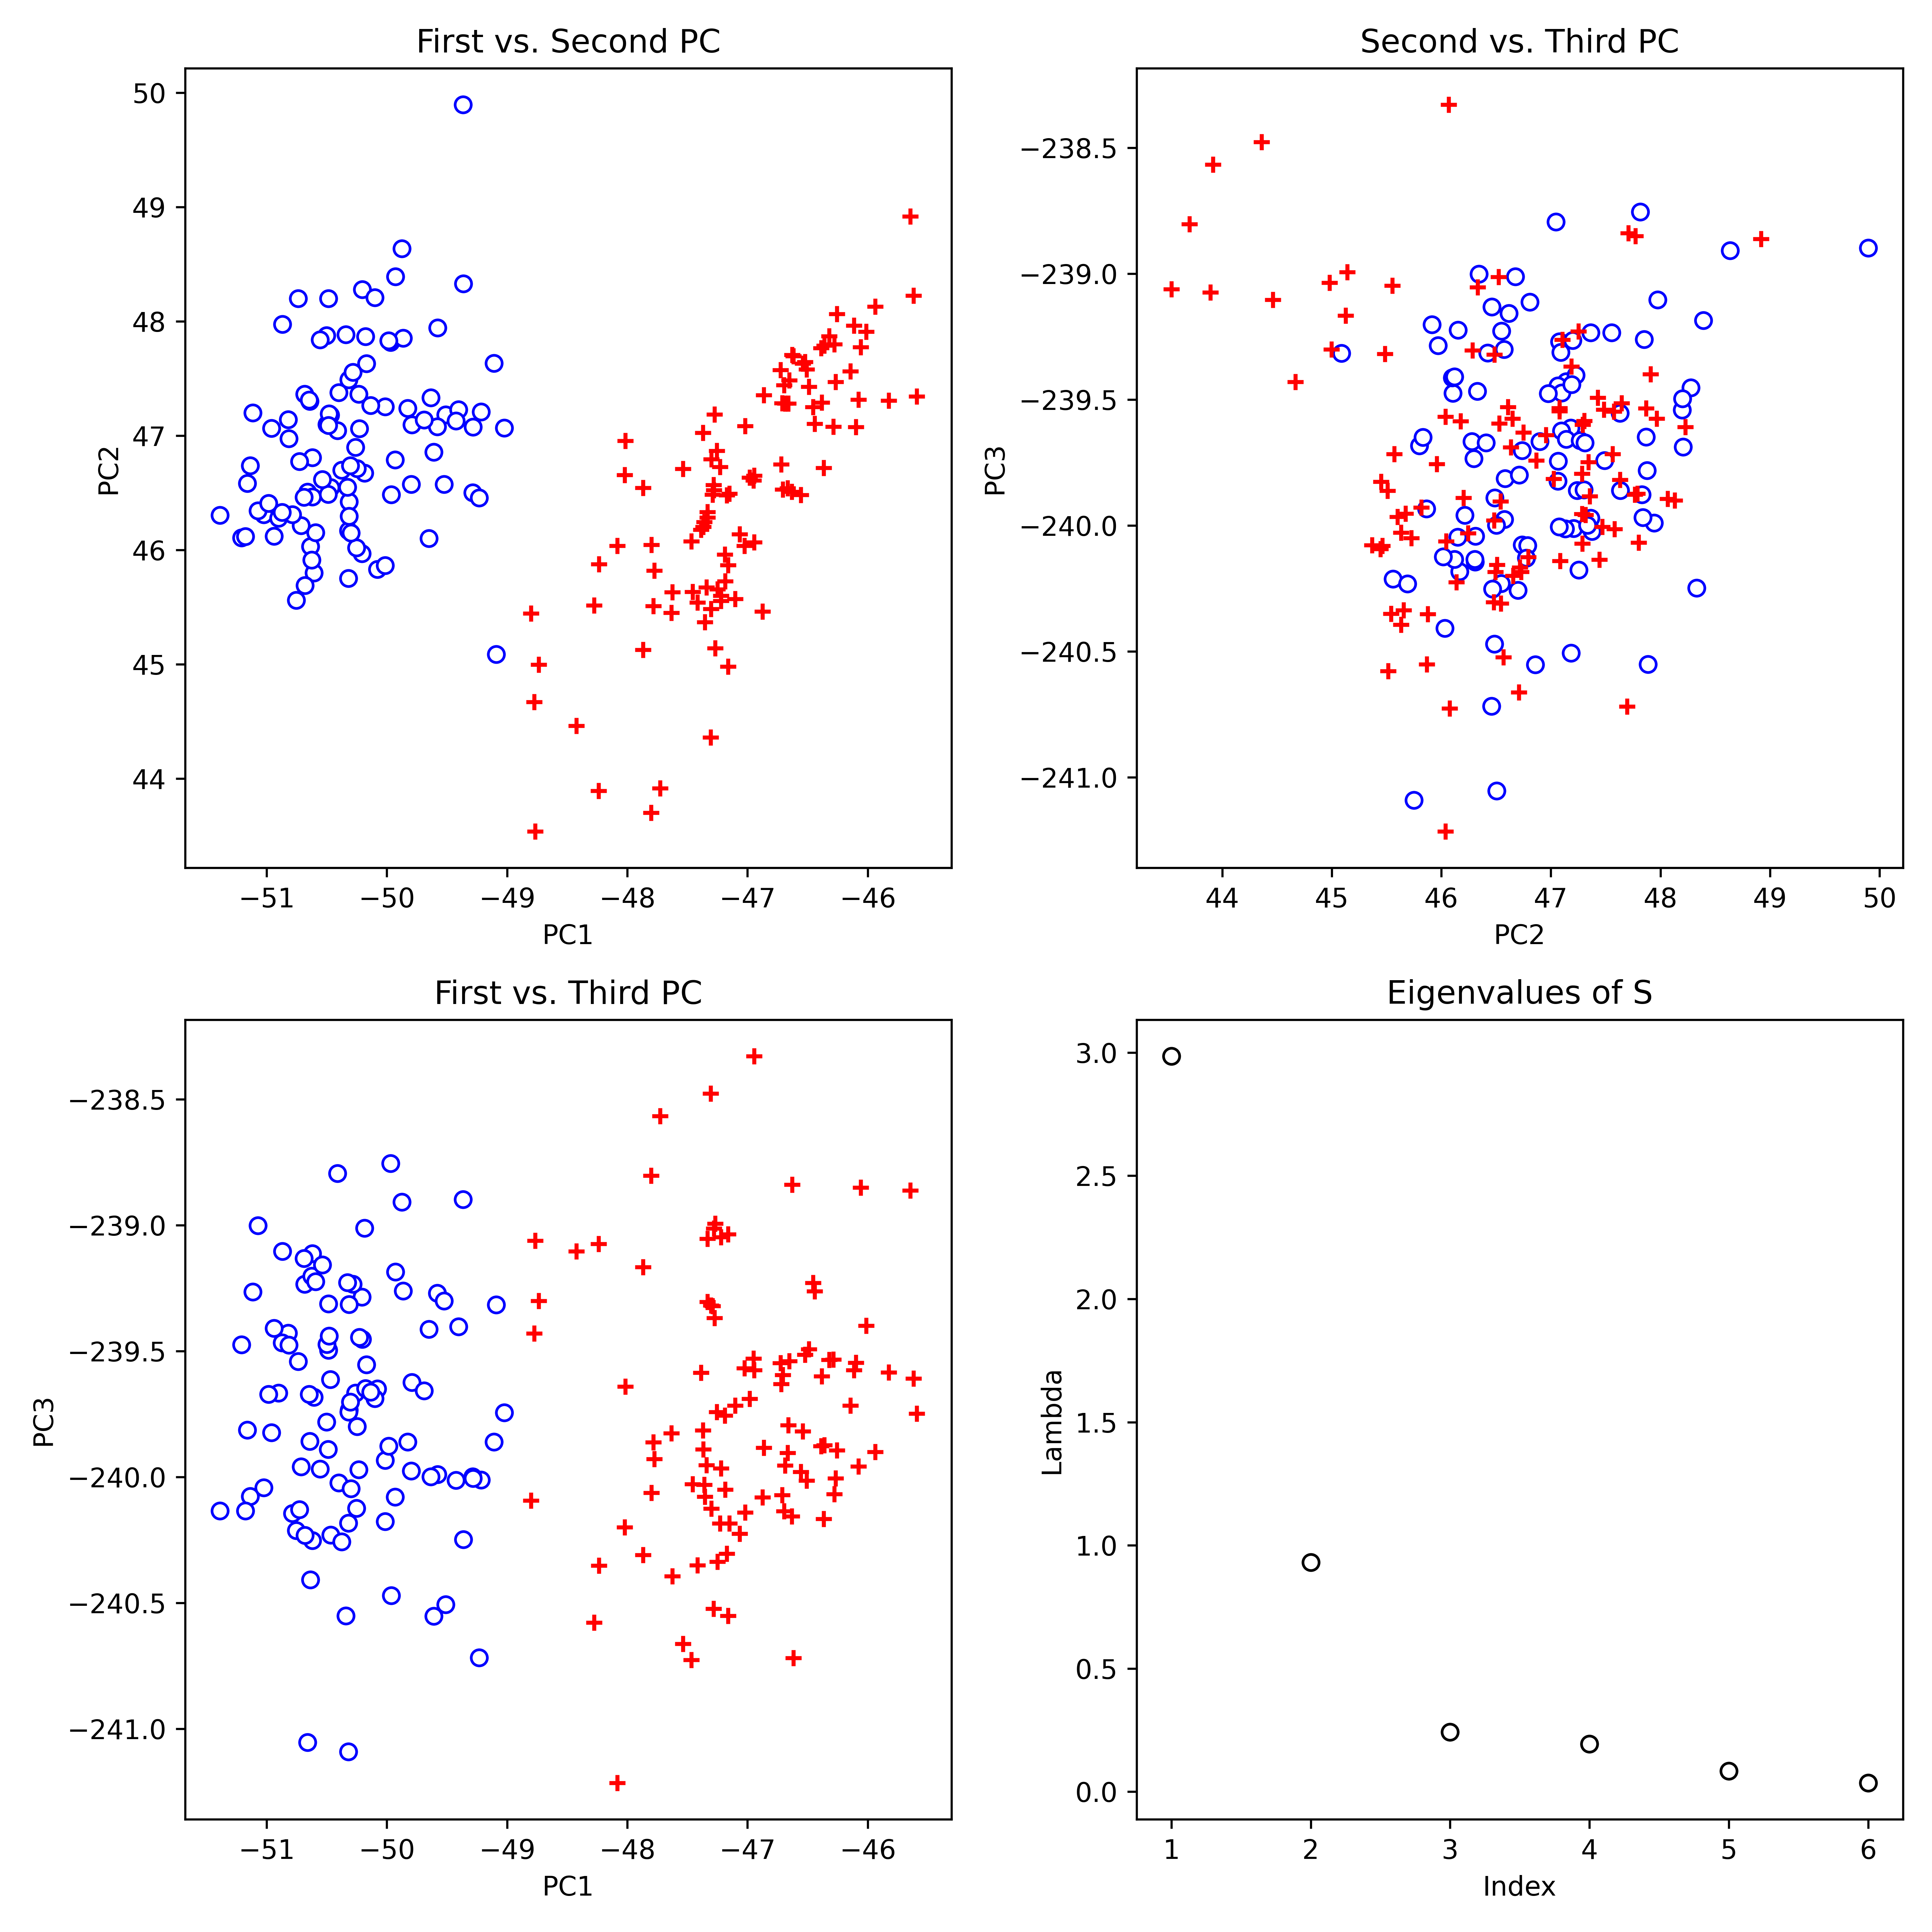 First vs. Second PC
50
49
48
47
46
45
44
PC2
−51 −50 −49 −48 −47 −46
PC1
Second vs. Third PC
−238.5
−239.0
−239.5
−240.0
−240.5
−241.0
PC3
44 45 46 47 48 49 50
PC2
First vs. Third PC
−238.5
−239.0
−239.5
−240.0
−240.5
−241.0
PC3
−51 −50 −49 −48 −47 −46
PC1
Eigenvalues of S
3.0
2.5
2.0
1.5
1.0
0.5
0.0
Lambda
1 2 3 4 5 6
Index